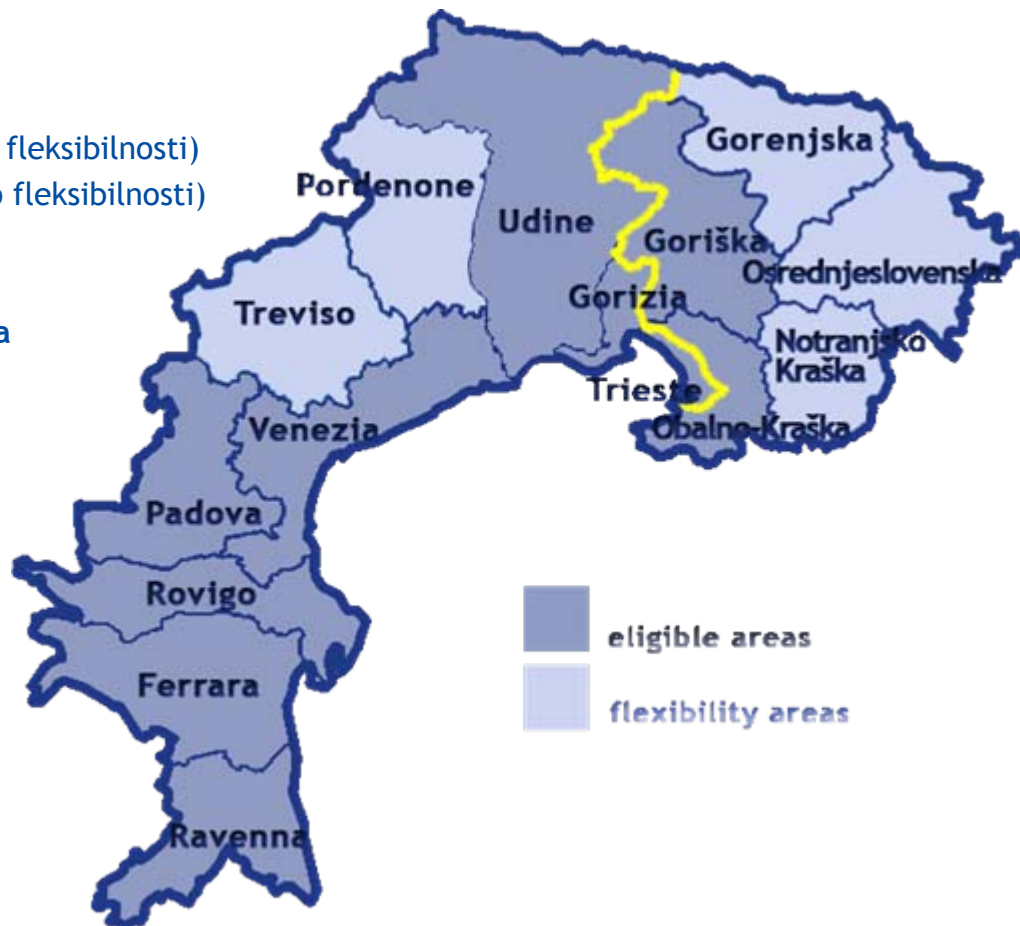 fleksibilnosti)
fleksibilnosti)
Gorenjska
Pordenone
Udine
Goriška
Osrednjeslovenska
Gorizia
Treviso
Notranjsko
Kraška
Trieste
Obalno-Kraška
Venezia
Padova
Rovigo
eligible areas
Ferrara
flexibility areas
Ravenna